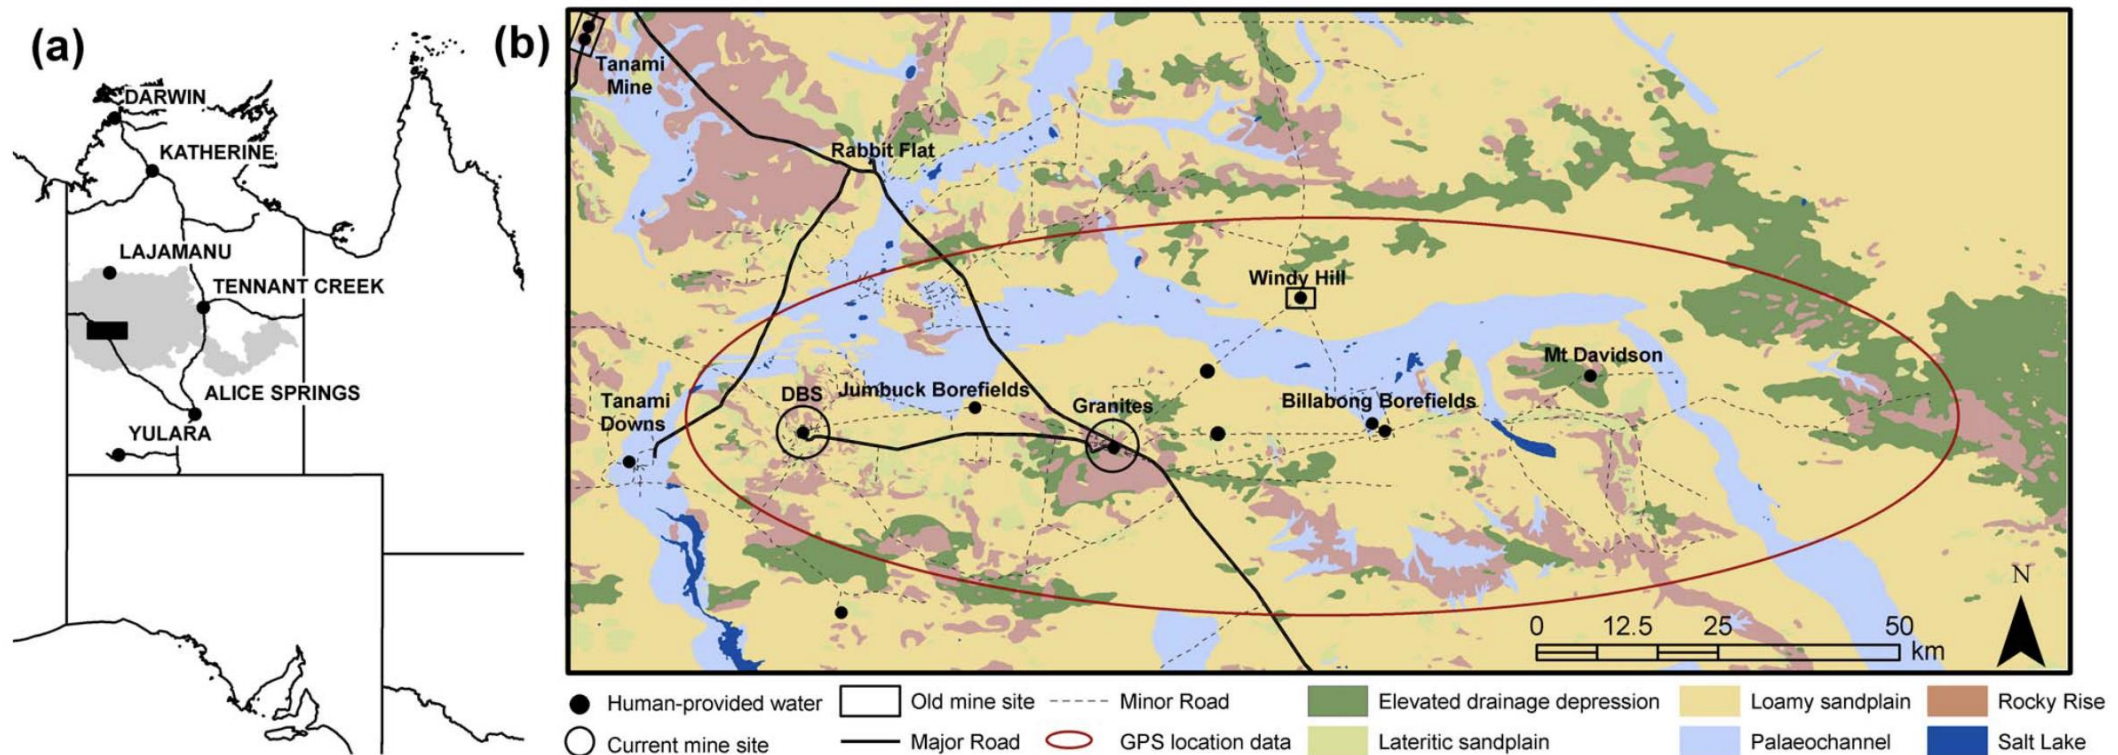 (a)
DARWIN
KATHERINE
LAJAMANU
TENNANT CREEK
ALICE SPRINGS
YULARA
(b)
Tanami
Mine
Rabbit Flat
Windy Hill
Mt Davidson
DBS
Jumbuck Borefields
Granites
Billabong Borefields
Tanami
Downs
N
0 12.5 25 50
km
Human-provided water
Old mine site
Minor Road
Elevated drainage depression
Loamy sandplain
Rocky Rise
Current mine site
Major Road
GPS location data
Lateritic sandplain
Palaeochannel
Salt Lake